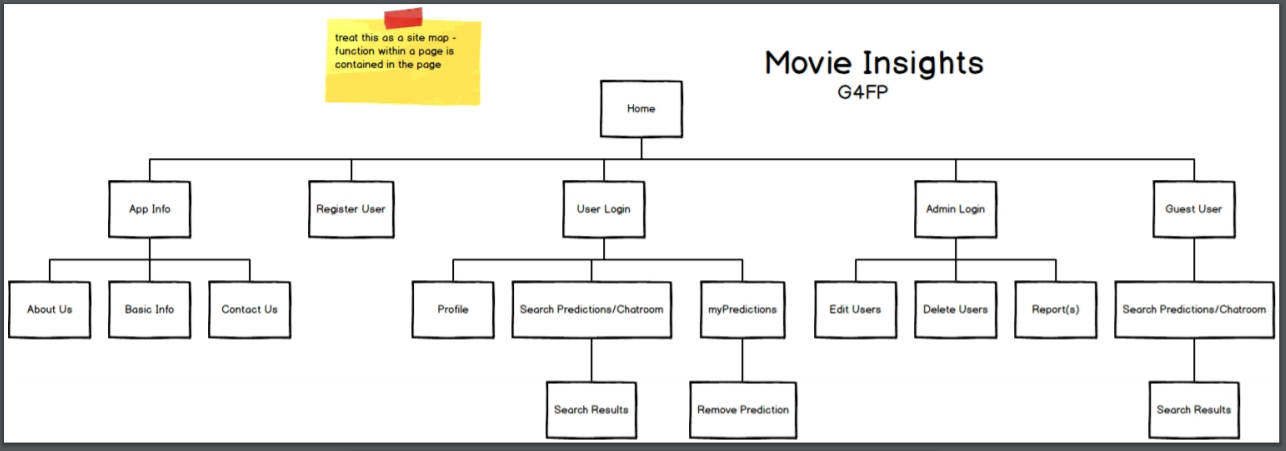 treat this as a site map -
function within a page is
contained in the page
Movie Insights
G4FP
Home
App Info
Register User
User Login
Admin Login
Guest User
About Us
Basic Info
Contact Us
Profile
Search Predictions/Chatroom
myPredictions
Edit Users
Delete Users
Report(s)
Search Predictions/Chatroom
Search Results
Remove Prediction
Search Results